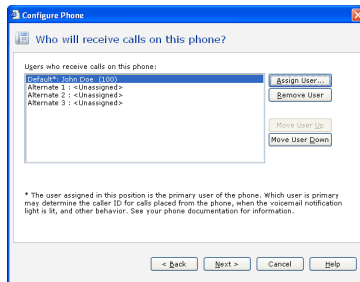 Configure Phone
Who will receive calls on this phone?
Users who receive calls on this phone:
Default*: John Doe (100)
Alternate 1 : <Unassigned>
Alternate 2 : <Unassigned>
Alternate 3 : <Unassigned>
Assign User...
Remove User
Move User Up
Move User Down
* The user assigned in this position is the primary user of the phone. Which user is primary
may determine the caller ID for calls placed from the phone, when the voicemail notification
light is lit, and other behavior. See your phone documentation for information.
< Back
Next >
Cancel
Help